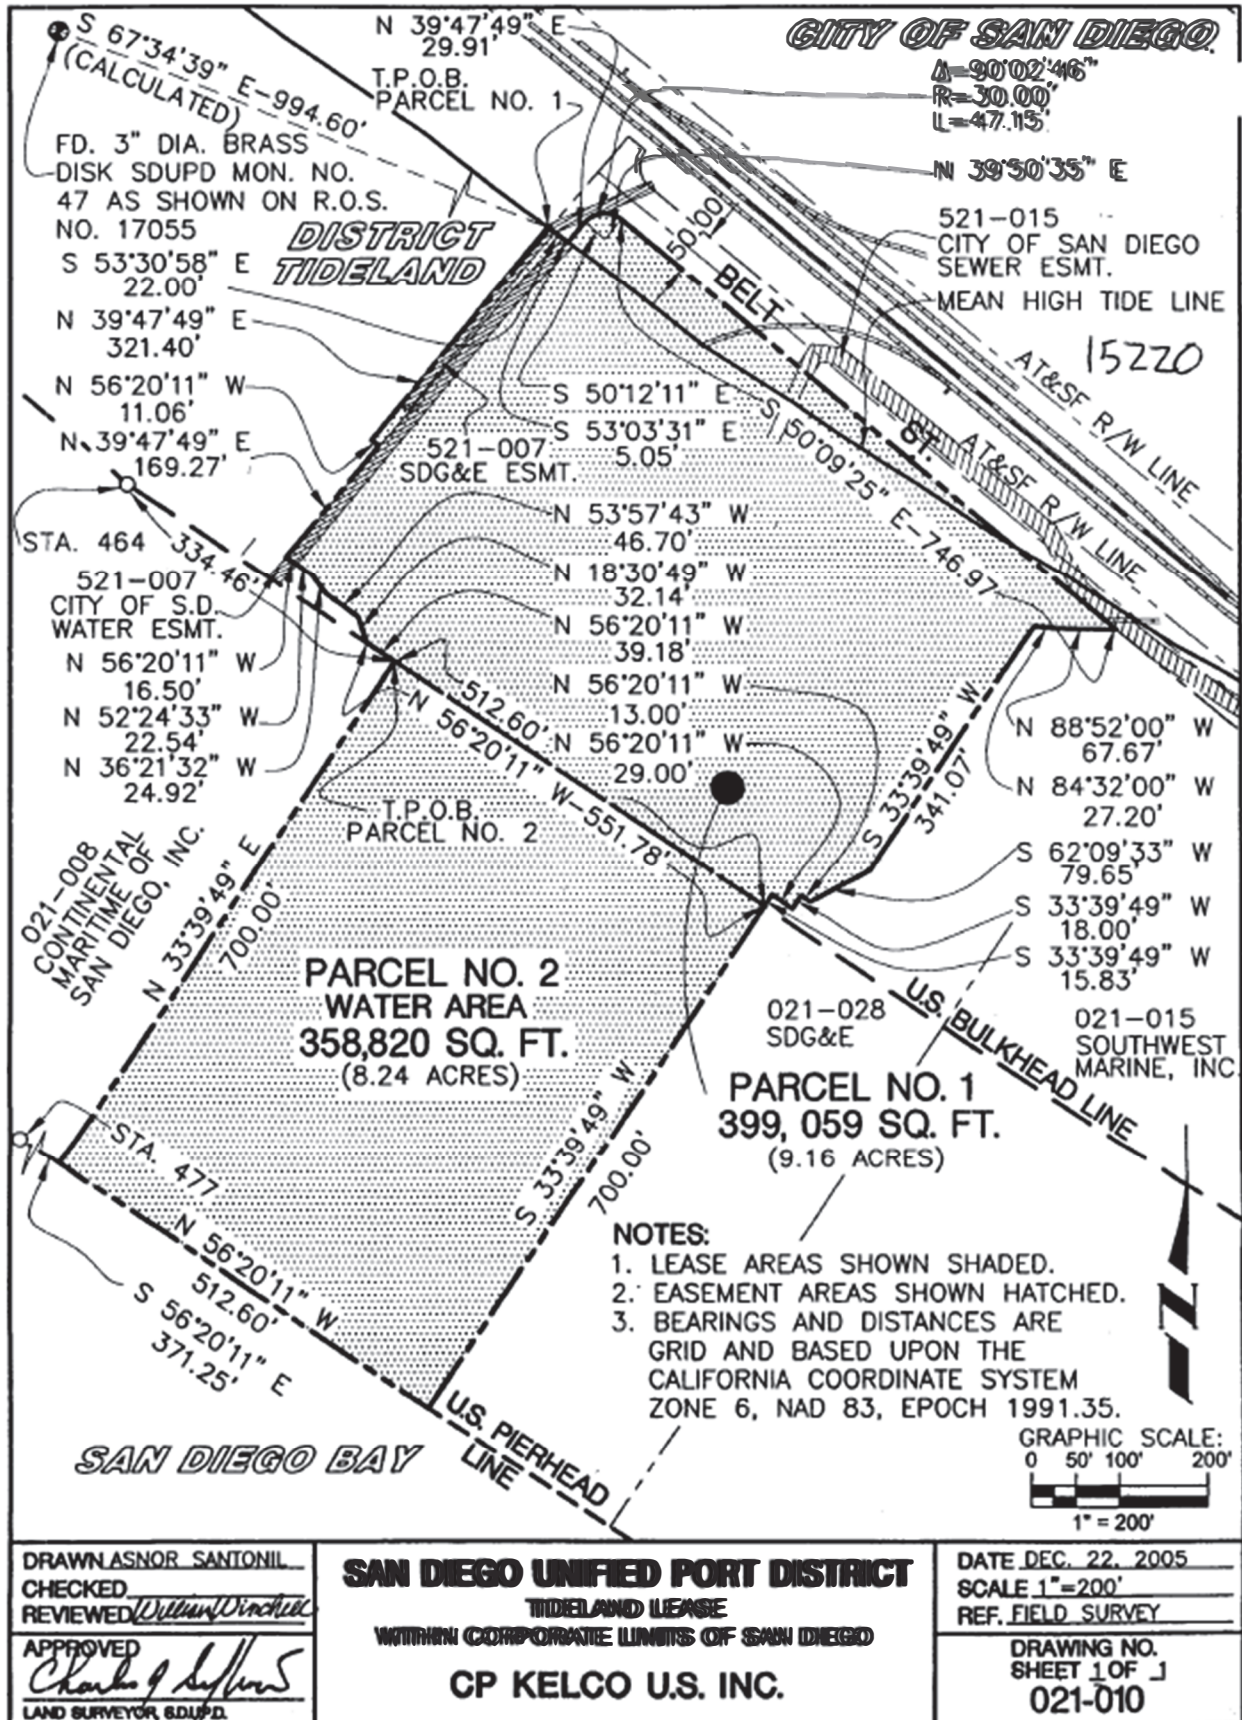 S 67°34'39" E-994.60'
(CALCULATED)
N 39°47'49" E
29.91'
T.P.O.B.
PARCEL NO. 1
CITY OF SAN DIEGO
Δ=90°02'46"
R=30.00'
L=47.15'
N 39°50'35" E
FD. 3" DIA. BRASS
DISK SDUPD MON. NO.
47 AS SHOWN ON R.O.S.
NO. 17055
DISTRICT
TIDELAND
521-015
CITY OF SAN DIEGO
SEWER ESMT.
MEAN HIGH TIDE LINE
15220
50.00'
BELT
ST.
AT&SF R/W LINE
AT&SF R/W LINE
S 53°30'58" E
22.00'
N 39°47'49" E
321.40'
N 56°20'11" W
11.06'
N 39°47'49" E
169.27'
STA. 464
334.46'
521-007
SDG&E ESMT.
S 50°12'11" E
S 53°03'31" E
5.05'
S 50°09'25" E-746.97'
N 53°57'43" W
46.70'
N 18°30'49" W
32.14'
N 56°20'11" W
39.18'
N 56°20'11" W
13.00'
N 56°20'11" W
29.00'
521-007
CITY OF S.D.
WATER ESMT.
N 56°20'11" W
16.50'
N 52°24'33" W
22.54'
N 36°21'32" W
24.92'
512.60'
N 56°20'11" W-551.78'
T.P.O.B.
PARCEL NO. 2
S 33°39'49" W
341.07'
N 88°52'00" W
67.67'
N 84°32'00" W
27.20'
S 62°09'33" W
79.65'
S 33°39'49" W
18.00'
S 33°39'49" W
15.83'
021-008
CONTINENTAL
MARITIME OF
SAN DIEGO, INC.
N 33°39'49" E
700.00'
PARCEL NO. 2
WATER AREA
358,820 SQ. FT.
(8.24 ACRES)
021-028
SDG&E
U.S. BULKHEAD LINE
021-015
SOUTHWEST
MARINE, INC.
PARCEL NO. 1
399, 059 SQ. FT.
(9.16 ACRES)
S 33°39'49" W
700.00'
STA. 477
N 56°20'11" W
512.60'
S 56°20'11" E
371.25'
NOTES:
1. LEASE AREAS SHOWN SHADED.
2. EASEMENT AREAS SHOWN HATCHED.
3. BEARINGS AND DISTANCES ARE
GRID AND BASED UPON THE
CALIFORNIA COORDINATE SYSTEM
ZONE 6, NAD 83, EPOCH 1991.35.
N
SAN DIEGO BAY
U.S. PIERHEAD
LINE
GRAPHIC SCALE:
0 50' 100' 200'
1" = 200'
DRAWN ASNOR SANTONIL
CHECKED
REVIEWED William Winchell
APPROVED
LAND SURVEYOR, S.D.U.P.D.
SAN DIEGO UNIFIED PORT DISTRICT
TIDELAND LEASE
WITHIN CORPORATE LIMITS OF SAN DIEGO
CP KELCO U.S. INC.
DATE DEC. 22, 2005
SCALE 1"=200'
REF. FIELD SURVEY
DRAWING NO.
SHEET 1 OF 1
021-010